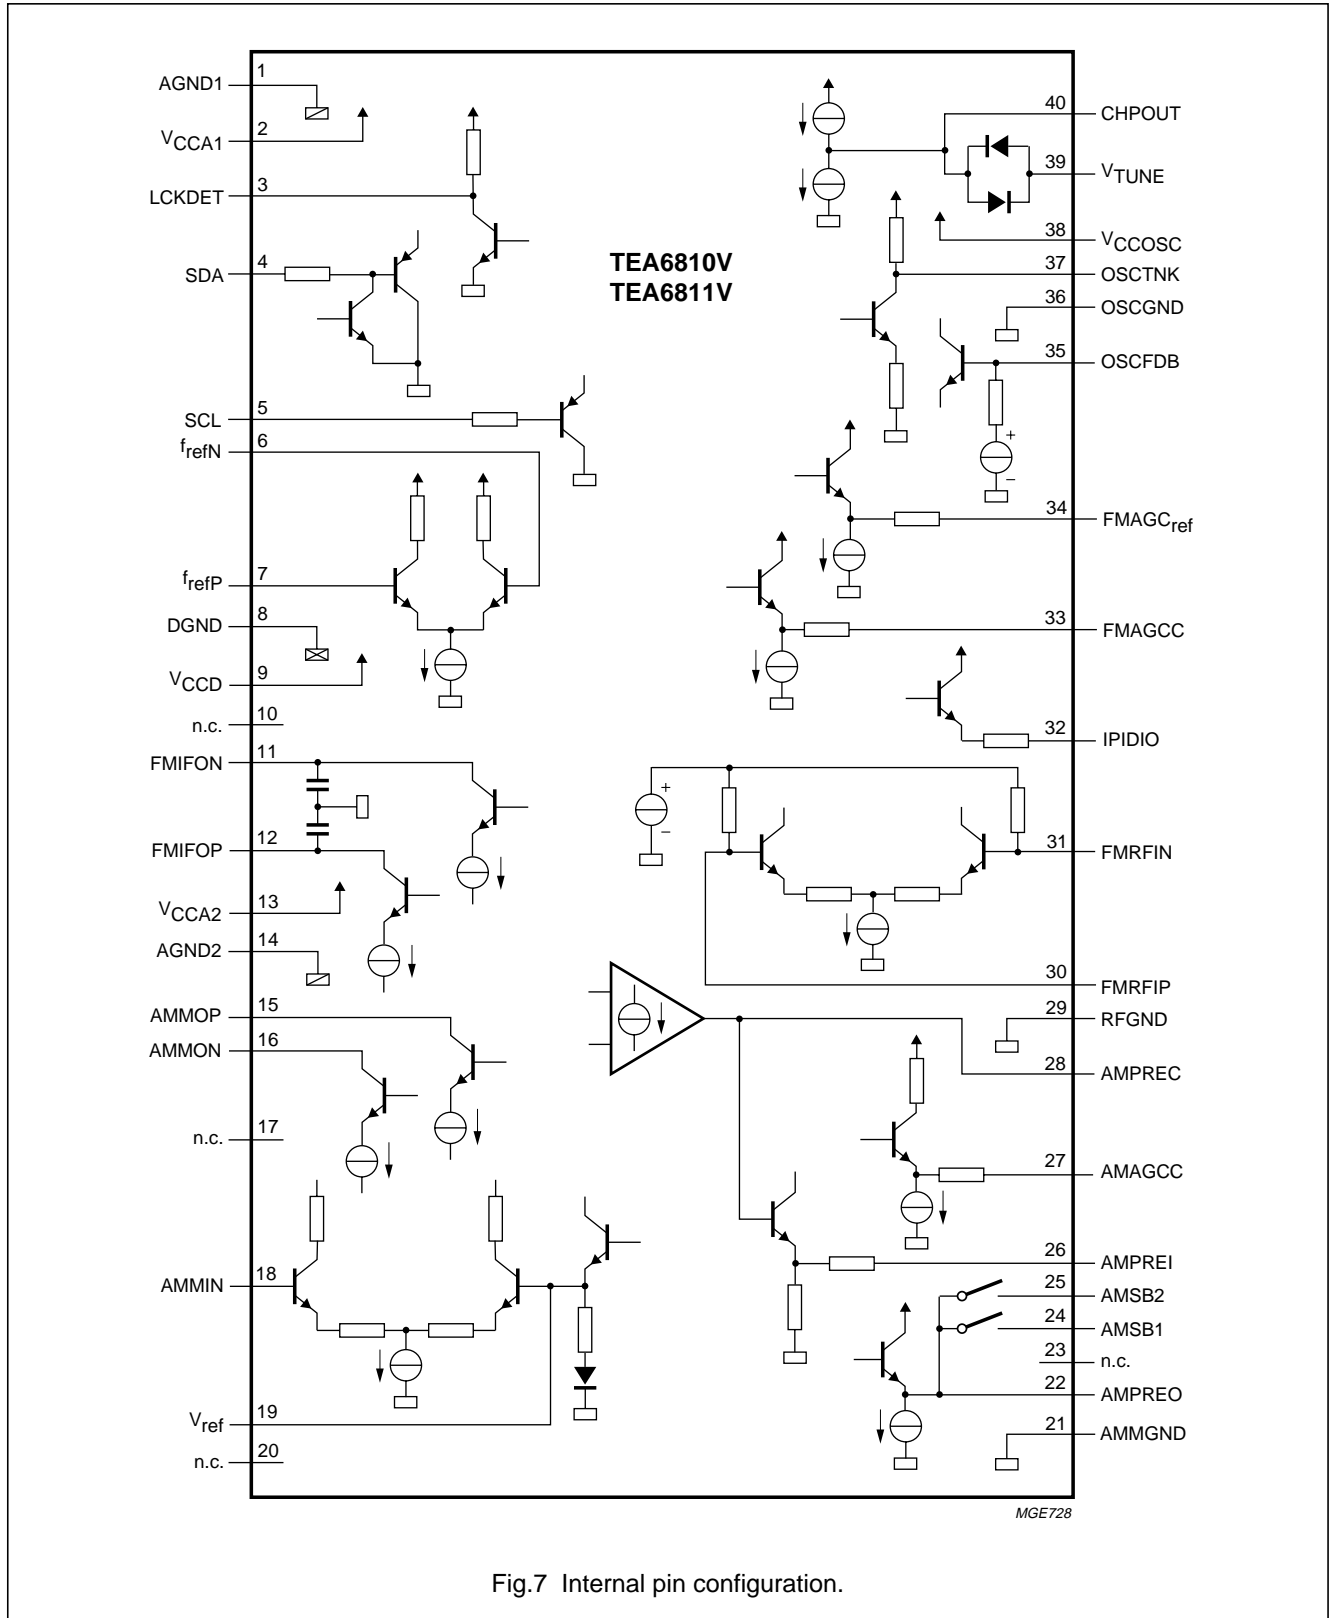 TEA6810V
TEA6811V
AGND1 1
VCCA1 2
LCKDET 3
SDA 4
SCL 5
frefN 6
frefP 7
DGND 8
VCCD 9
n.c. 10
FMIFON 11
FMIFOP 12
VCCA2 13
AGND2 14
AMMOP 15
AMMON 16
n.c. 17
AMMIN 18
Vref 19
n.c. 20
40 CHPOUT
39 VTUNE
38 VCCOSC
37 OSCTNK
36 OSCGND
35 OSCFDB
+
−
34 FMAGCref
33 FMAGCC
32 IPIDIO
+
−
31 FMRFIN
30 FMRFIP
29 RFGND
28 AMPREC
27 AMAGCC
26 AMPREI
25 AMSB2
24 AMSB1
23 n.c.
22 AMPREO
21 AMMGND
MGE728
Fig.7 Internal pin configuration.